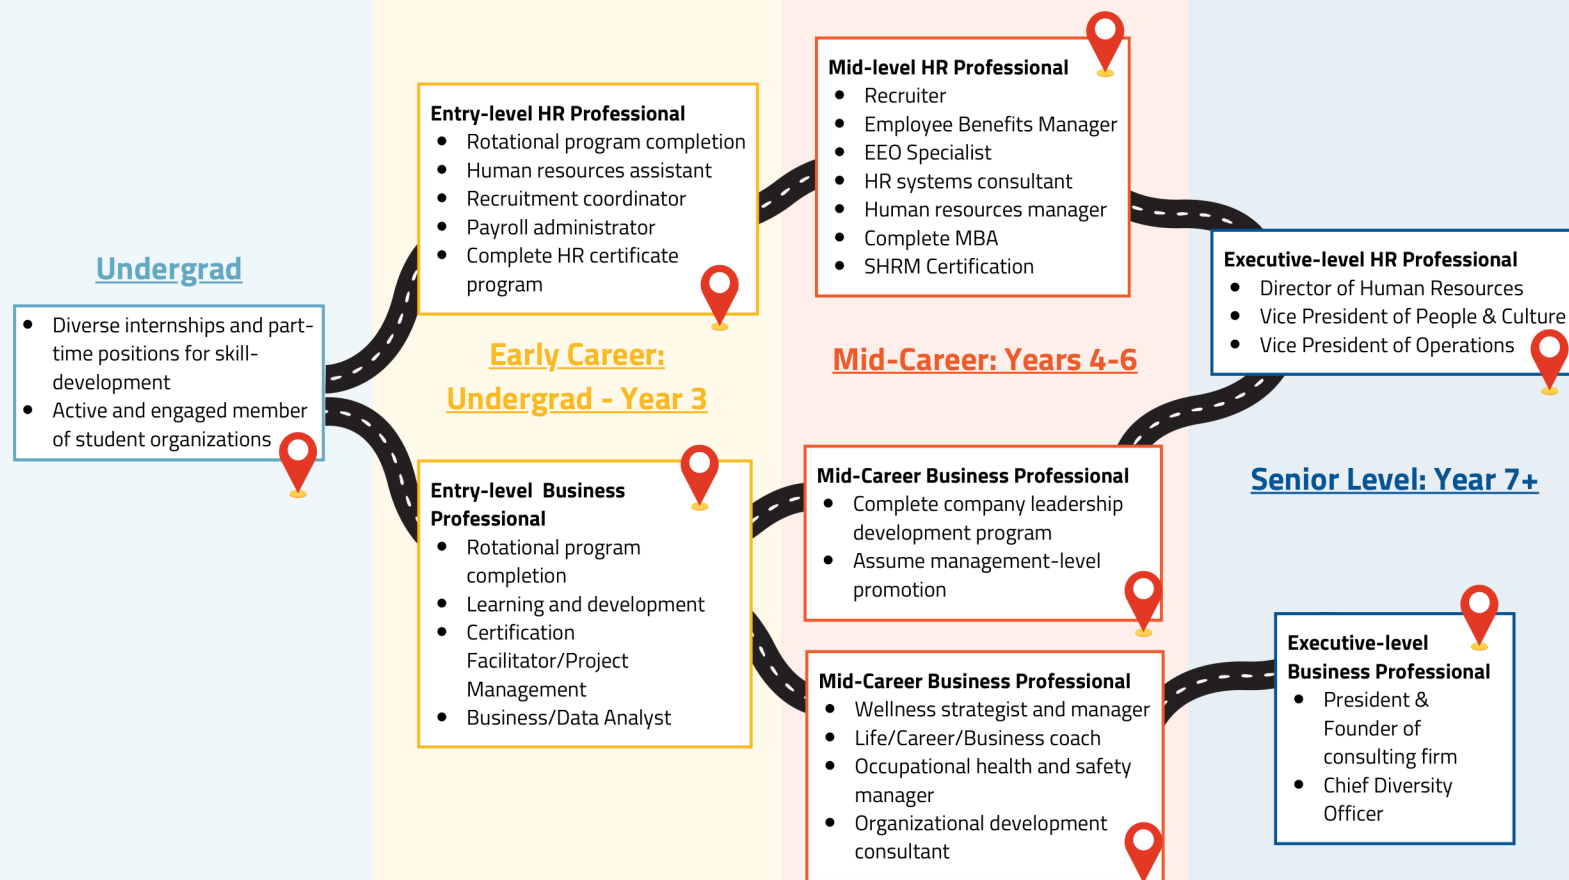 Undergrad
• Diverse internships and part-
time positions for skill-
development
• Active and engaged member
of student organizations
Entry-level HR Professional
• Rotational program completion
• Human resources assistant
• Recruitment coordinator
• Payroll administrator
• Complete HR certificate
program
Early Career:
Undergrad - Year 3
Entry-level Business
Professional
• Rotational program
completion
• Learning and development
• Certification
Facilitator/Project
Management
• Business/Data Analyst
Mid-level HR Professional
• Recruiter
• Employee Benefits Manager
• EEO Specialist
• HR systems consultant
• Human resources manager
• Complete MBA
• SHRM Certification
Mid-Career: Years 4-6
Mid-Career Business Professional
• Complete company leadership
development program
• Assume management-level
promotion
Mid-Career Business Professional
• Wellness strategist and manager
• Life/Career/Business coach
• Occupational health and safety
manager
• Organizational development
consultant
Executive-level HR Professional
• Director of Human Resources
• Vice President of People & Culture
• Vice President of Operations
Senior Level: Year 7+
Executive-level
Business Professional
• President &
Founder of
consulting firm
• Chief Diversity
Officer